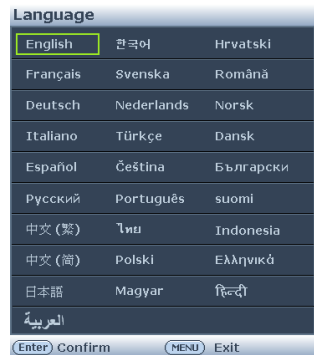 Language
English 한국어 Hrvatski
Français Svenska Română
Deutsch Nederlands Norsk
Italiano Türkçe Dansk
Español Čeština Български
Русский Português suomi
中文 (繁) ไทย Indonesia
中文 (简) Polski Ελληνικά
日本語 Magyar हिन्दी
العربية
Enter Confirm MENU Exit